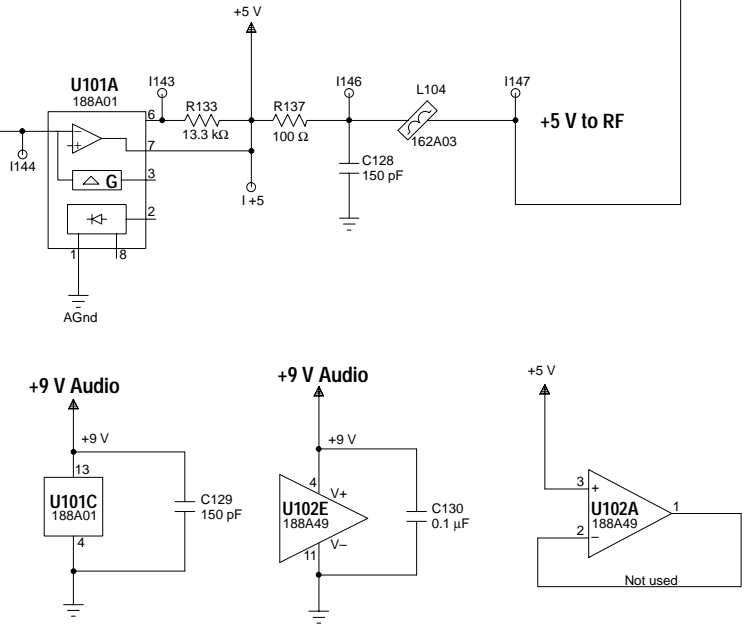 +5 V
U101A
188A01
I143
R133
13.3 kΩ
R137
100 Ω
I146
L104
162A03
I147
+5 V to RF
6
7
3
2
1
8
− +
G
I144
I +5
C128
150 pF
AGnd
+9 V Audio
+9 V
13
U101C
188A01
4
C129
150 pF
+9 V Audio
+9 V
4
V+
U102E
188A49
V−
11
C130
0.1 µF
+5 V
3
+
U102A
188A49
2
−
1
Not used